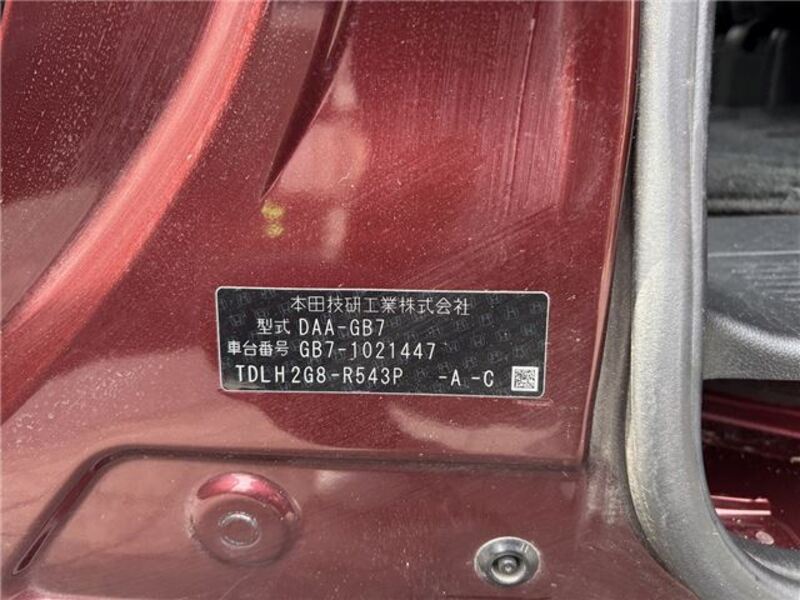 本田技研工業株式会社
型式 DAA-GB7
車台番号 GB7-1021447
TDLH2G8-R543P -A-C